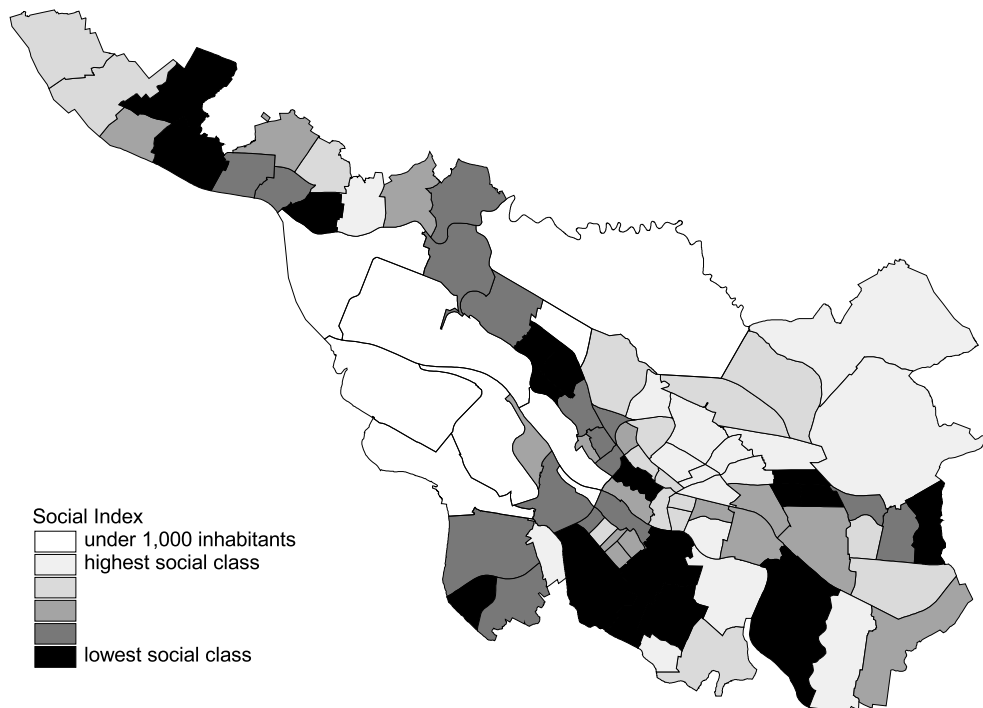 Social Index
under 1,000 inhabitants
highest social class
lowest social class